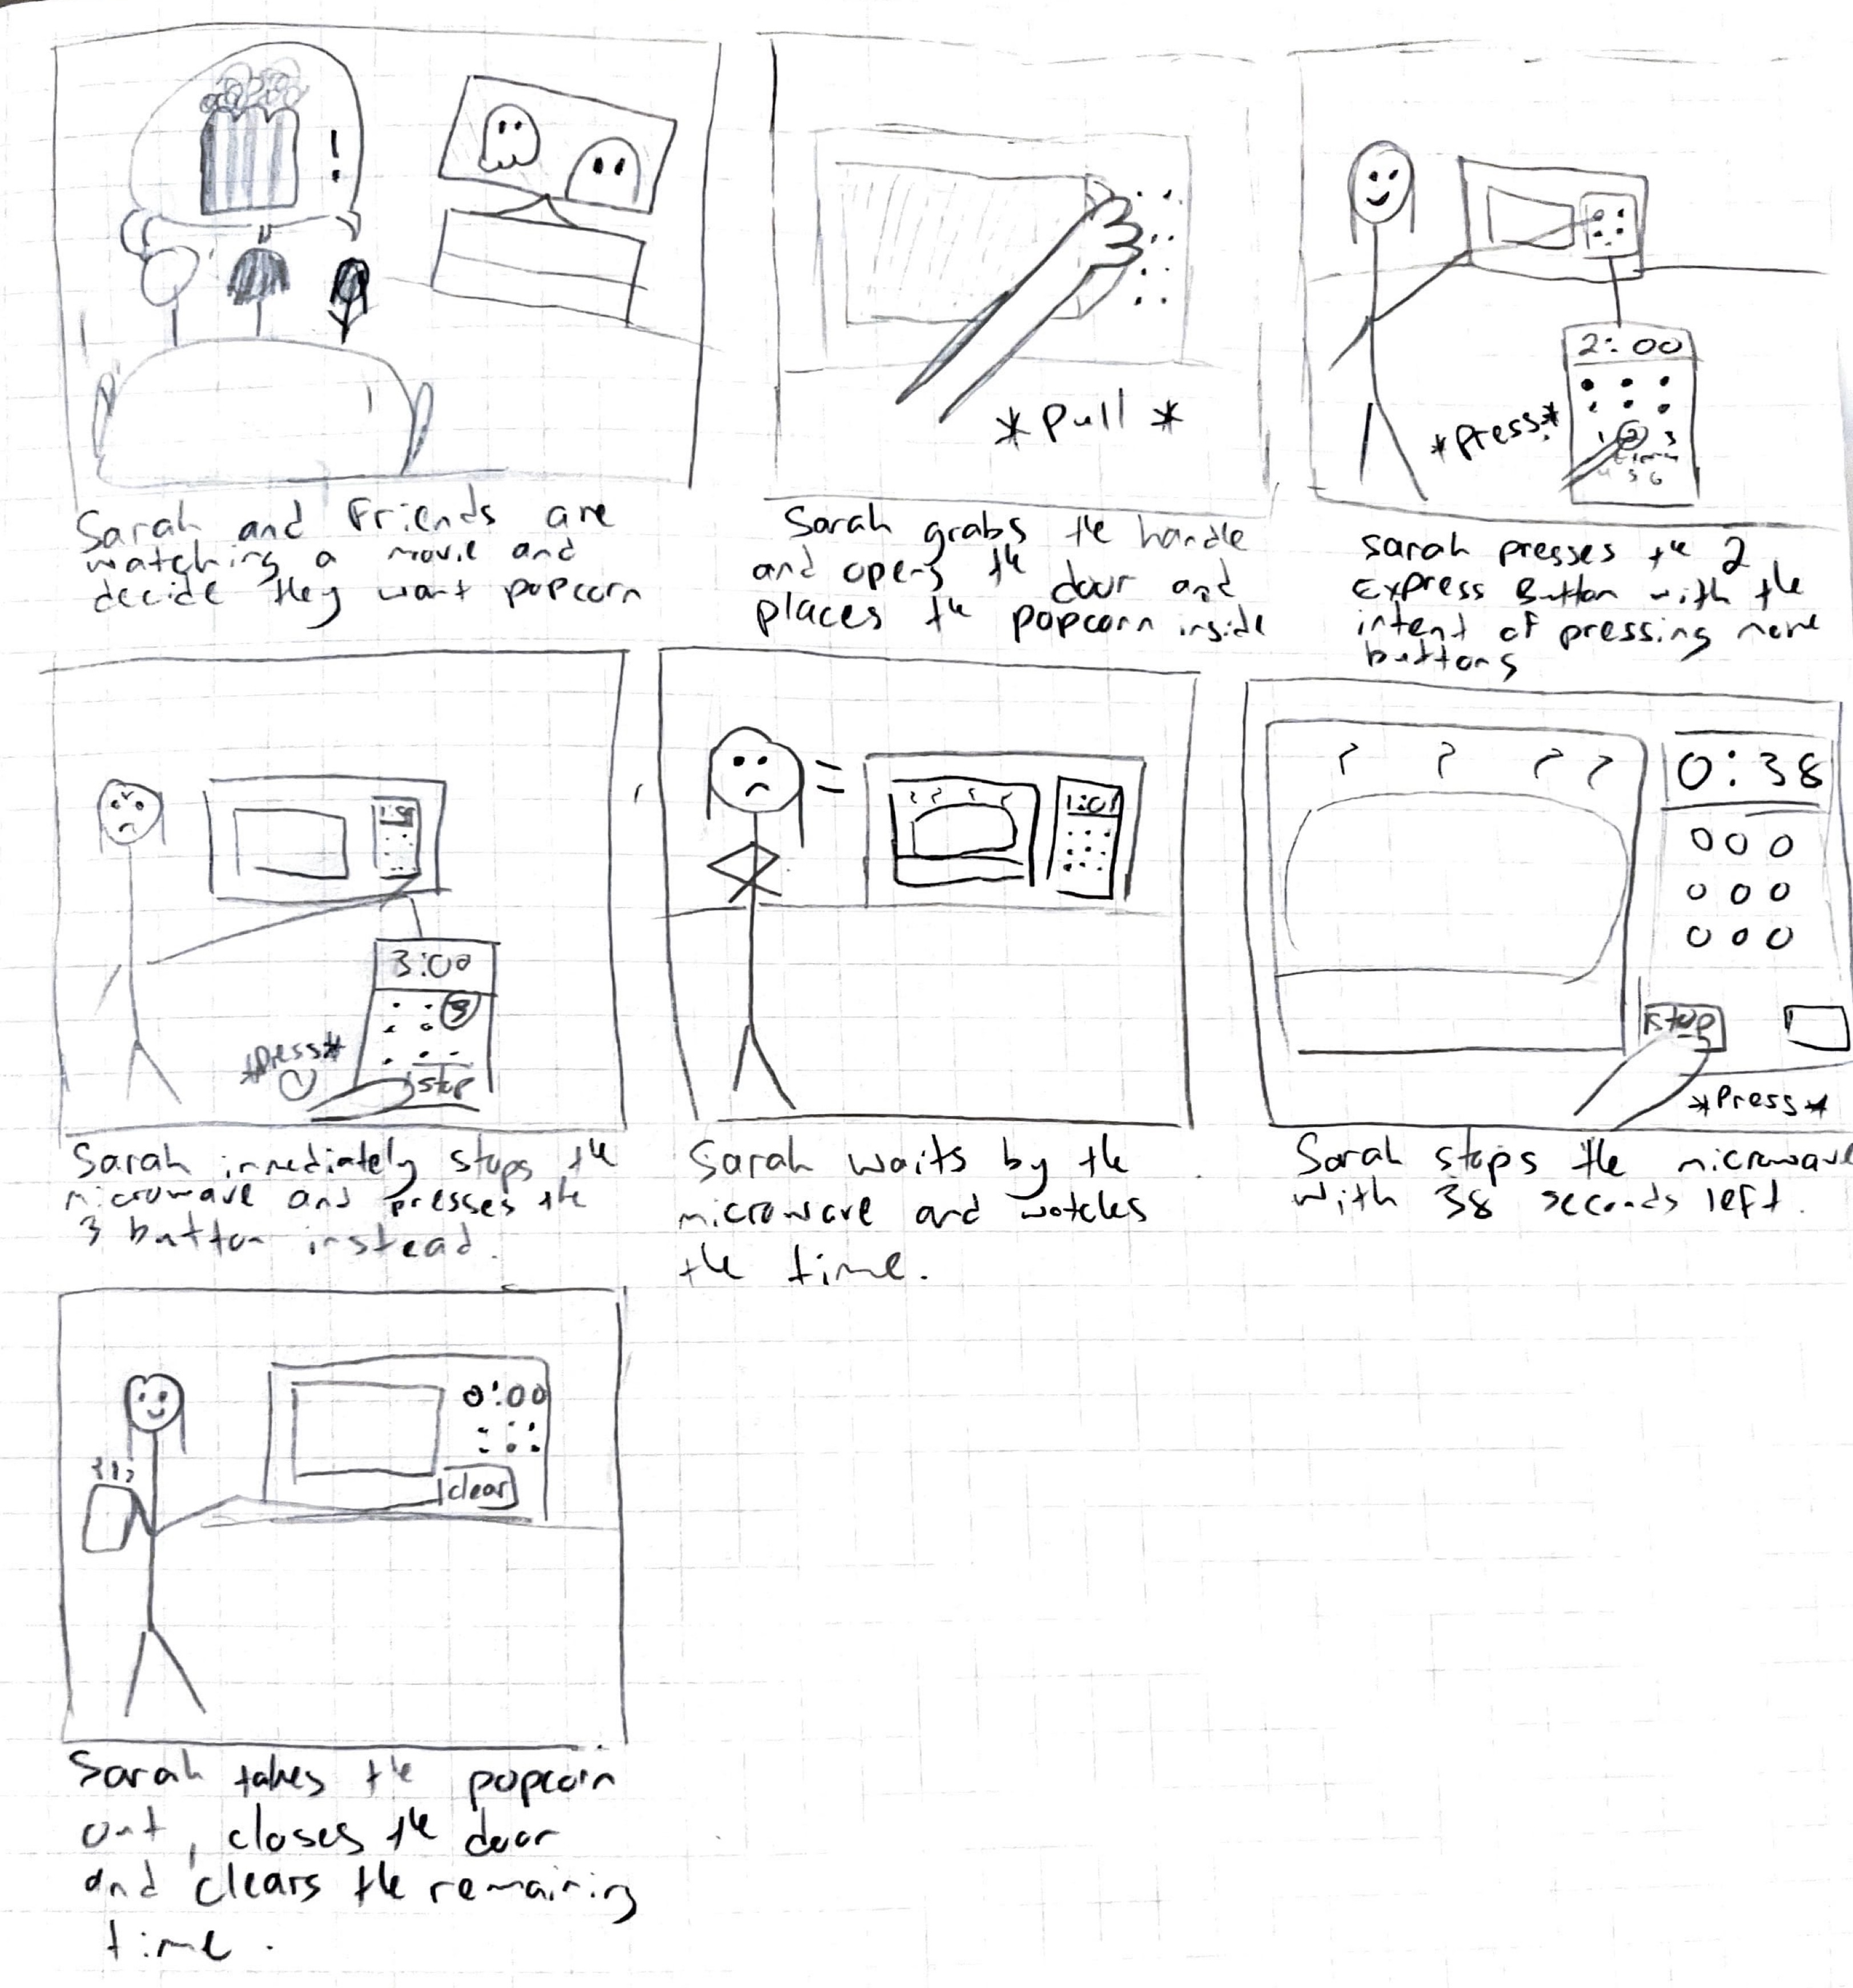 !
*Pull*
2:00
*press*
1 2 3
4 5 6
Sarah and Friends are
watching a movie and
decide they want popcorn
Sarah grabs the handle
and opens the door and
places the popcorn inside
Sarah presses the 2
Express Button with the
intent of pressing more
buttons
3:00
3
*press*
stop
1:01
0:38
stop
*Press*
Sarah immediately stops the
microwave and presses the
3 button instead.
Sarah waits by the
microwave and watches
the time.
Sarah stops the microwave
with 38 seconds left.
0:00
clear
Sarah takes the popcorn
out, closes the door
and clears the remaining
time.